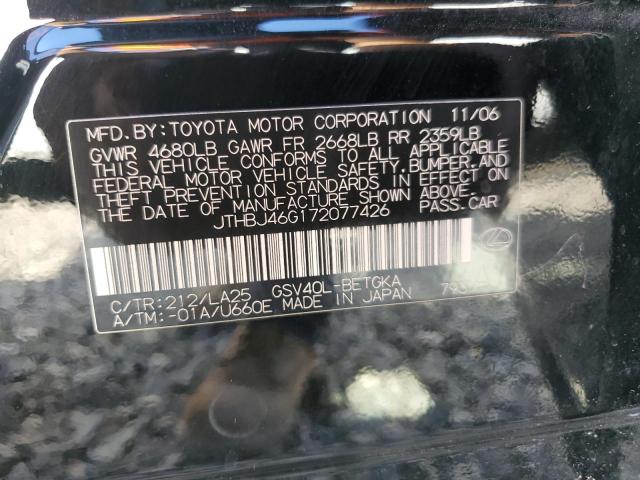 MFD. BY: TOYOTA MOTOR CORPORATION 11/06
GVWR 4680LB GAWR FR 2668LB RR 2359LB
THIS VEHICLE CONFORMS TO ALL APPLICABLE
FEDERAL MOTOR VEHICLE SAFETY,BUMPER,AND
THEFT PREVENTION STANDARDS IN EFFECT ON
THE DATE OF MANUFACTURE SHOWN ABOVE.
JTHBJ46G172077426 PASS.CAR
C/TR:212/LA25 GSV40L-BETGKA
A/TM:-01A/U660E MADE IN JAPAN